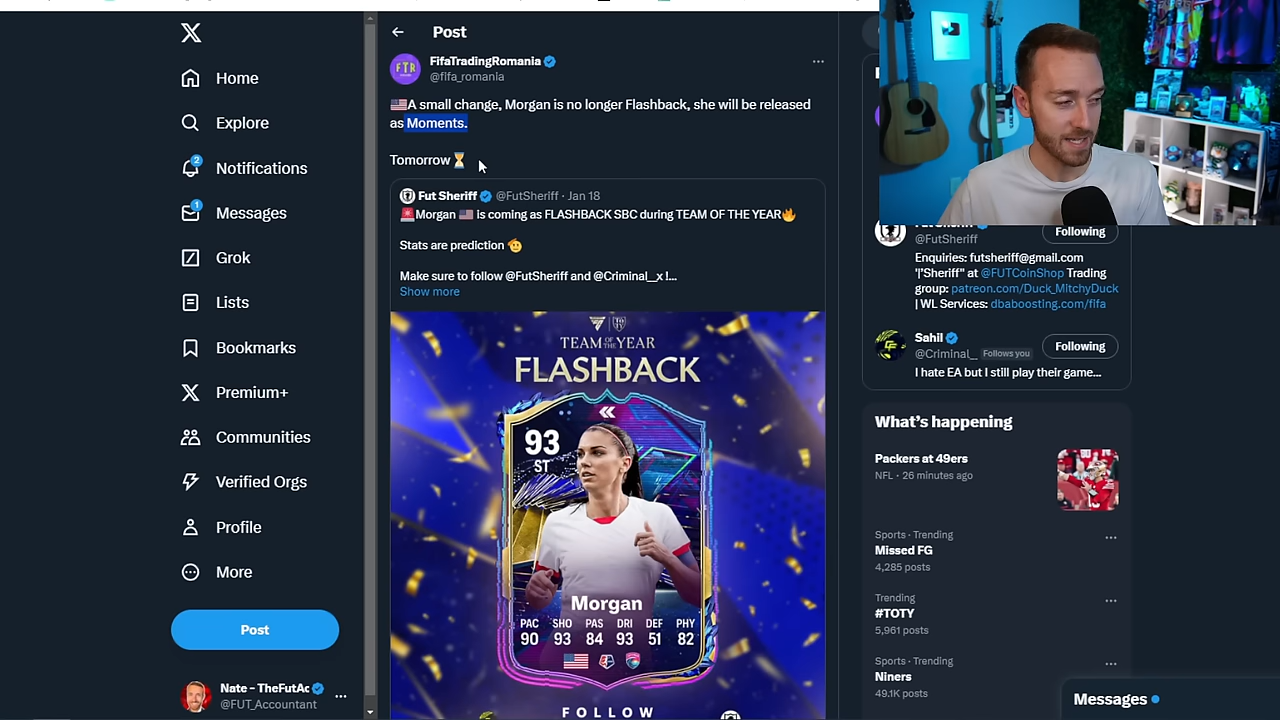 Post
FifaTradingRomania
@fifa_romania
🇺🇸A small change, Morgan is no longer Flashback, she will be released
as Moments.
Tomorrow ⏳
Fut Sheriff @FutSheriff · Jan 18
🚨Morgan 🇺🇸 is coming as FLASHBACK SBC during TEAM OF THE YEAR🔥
Stats are prediction 🫡
Make sure to follow @FutSheriff and @Criminal__x !...
Show more
TEAM OF THE YEAR
FLASHBACK
93
ST
Morgan
PAC SHO PAS DRI DEF PHY
90 93 84 93 51 82
FOLLOW
Home
Explore
2
Notifications
1
Messages
Grok
Lists
Bookmarks
Premium+
Communities
Verified Orgs
Profile
More
Post
Nate – TheFutAc
@FUT_Accountant
Fut Sheriff
@FutSheriff
Following
Enquiries: futsheriff@gmail.com
'|'Sheriff" at @FUTCoinShop Trading
group: patreon.com/Duck_MitchyDuck
| WL Services: dbaboosting.com/fifa
Sahil
@Criminal__ Follows you
Following
I hate EA but I still play their game...
What's happening
Packers at 49ers
NFL · 26 minutes ago
Sports · Trending
Missed FG
4,285 posts
Trending
#TOTY
5,961 posts
Sports · Trending
Niners
49.1K posts
Messages